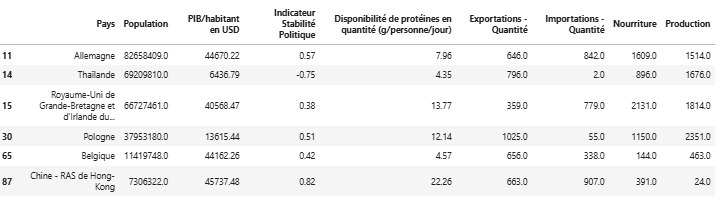 Pays Population PIB/habitant en USD Indicateur Stabilité Politique Disponibilité de protéines en quantité (g/personne/jour) Exportations - Quantité Importations - Quantité Nourriture Production
11 Allemagne 82658409.0 44670.22 0.57 7.96 646.0 842.0 1609.0 1514.0
14 Thaïlande 69209810.0 6436.79 -0.75 4.35 796.0 2.0 896.0 1676.0
15 Royaume-Uni de Grande-Bretagne et d'Irlande du... 66727461.0 40568.47 0.38 13.77 359.0 779.0 2131.0 1814.0
30 Pologne 37953180.0 13615.44 0.51 12.14 1025.0 55.0 1150.0 2351.0
65 Belgique 11419748.0 44162.26 0.42 4.57 656.0 338.0 144.0 463.0
87 Chine - RAS de Hong-Kong 7306322.0 45737.48 0.82 22.26 663.0 907.0 391.0 24.0